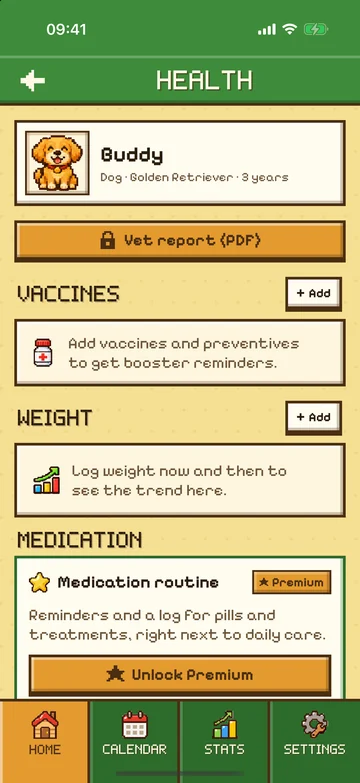 09:41
HEALTH
Buddy
Dog · Golden Retriever · 3 years
Vet report (PDF)
VACCINES
+ Add
Add vaccines and preventives
to get booster reminders.
WEIGHT
+ Add
Log weight now and then to
see the trend here.
MEDICATION
Medication routine
★ Premium
Reminders and a log for pills and
treatments, right next to daily care.
★ Unlock Premium
HOME
CALENDAR
STATS
SETTINGS